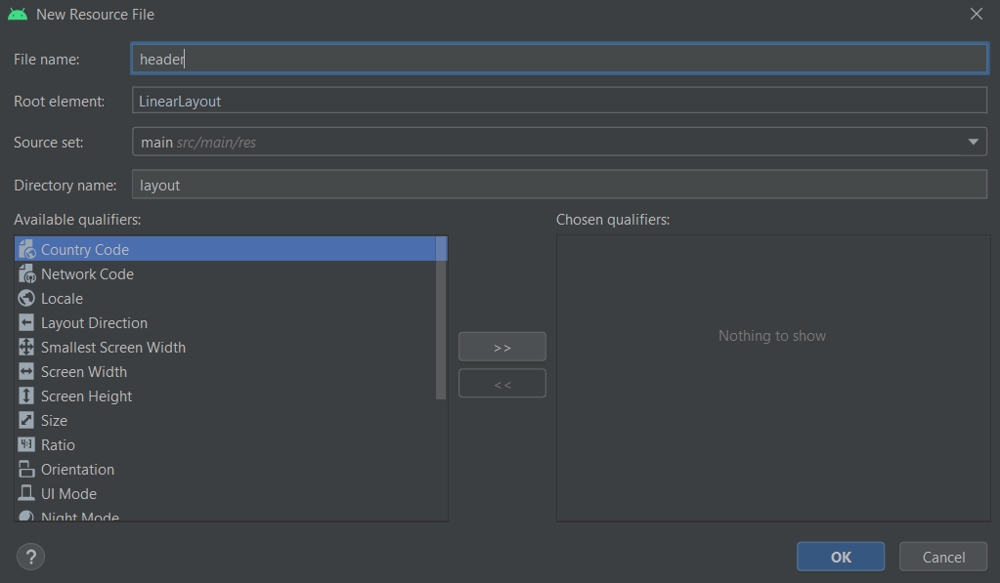 New Resource File
File name: header
Root element: LinearLayout
Source set: main src/main/res
Directory name: layout
Available qualifiers:
Country Code
Network Code
Locale
Layout Direction
Smallest Screen Width
Screen Width
Screen Height
Size
Ratio
Orientation
UI Mode
Night Mode
>>
<<
Chosen qualifiers:
Nothing to show
?
OK
Cancel